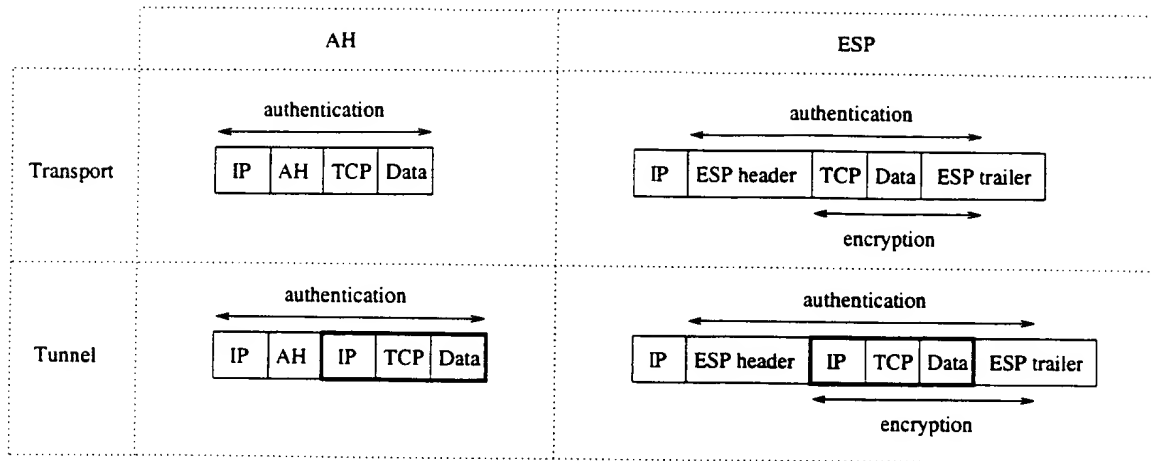 AH ESP
Transport
authentication
IP AH TCP Data
authentication
IP ESP header TCP Data ESP trailer
encryption
Tunnel
authentication
IP AH IP TCP Data
authentication
IP ESP header IP TCP Data ESP trailer
encryption